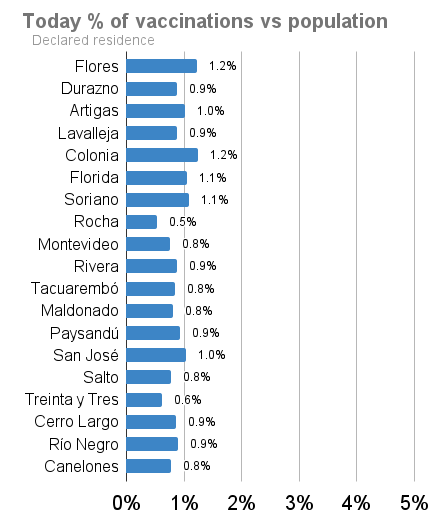 Today % of vaccinations vs population
Declared residence
Flores 1.2%
Durazno 0.9%
Artigas 1.0%
Lavalleja 0.9%
Colonia 1.2%
Florida 1.1%
Soriano 1.1%
Rocha 0.5%
Montevideo 0.8%
Rivera 0.9%
Tacuarembó 0.8%
Maldonado 0.8%
Paysandú 0.9%
San José 1.0%
Salto 0.8%
Treinta y Tres 0.6%
Cerro Largo 0.9%
Río Negro 0.9%
Canelones 0.8%
0% 1% 2% 3% 4% 5%